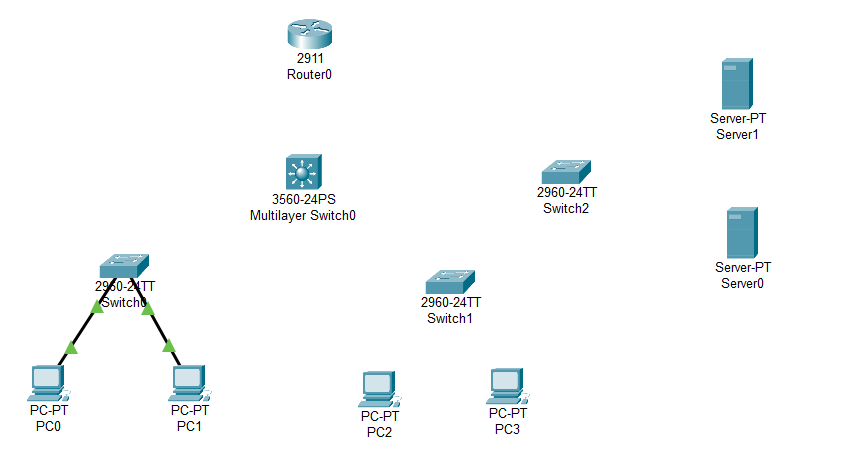 2911
Router0
Server-PT
Server1
3560-24PS
Multilayer Switch0
2960-24TT
Switch2
Server-PT
Server0
2960-24TT
Switch0
2960-24TT
Switch1
PC-PT
PC0
PC-PT
PC1
PC-PT
PC2
PC-PT
PC3